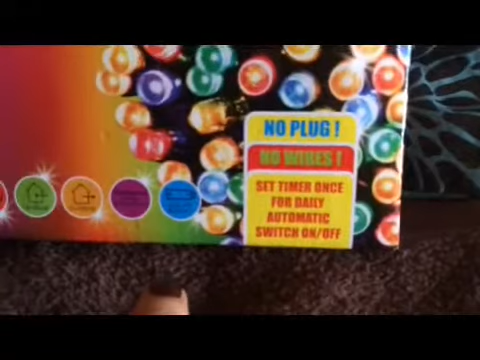 NO PLUG !
NO WIRES !
SET TIMER ONCE
FOR DAILY
AUTOMATIC
SWITCH ON/OFF